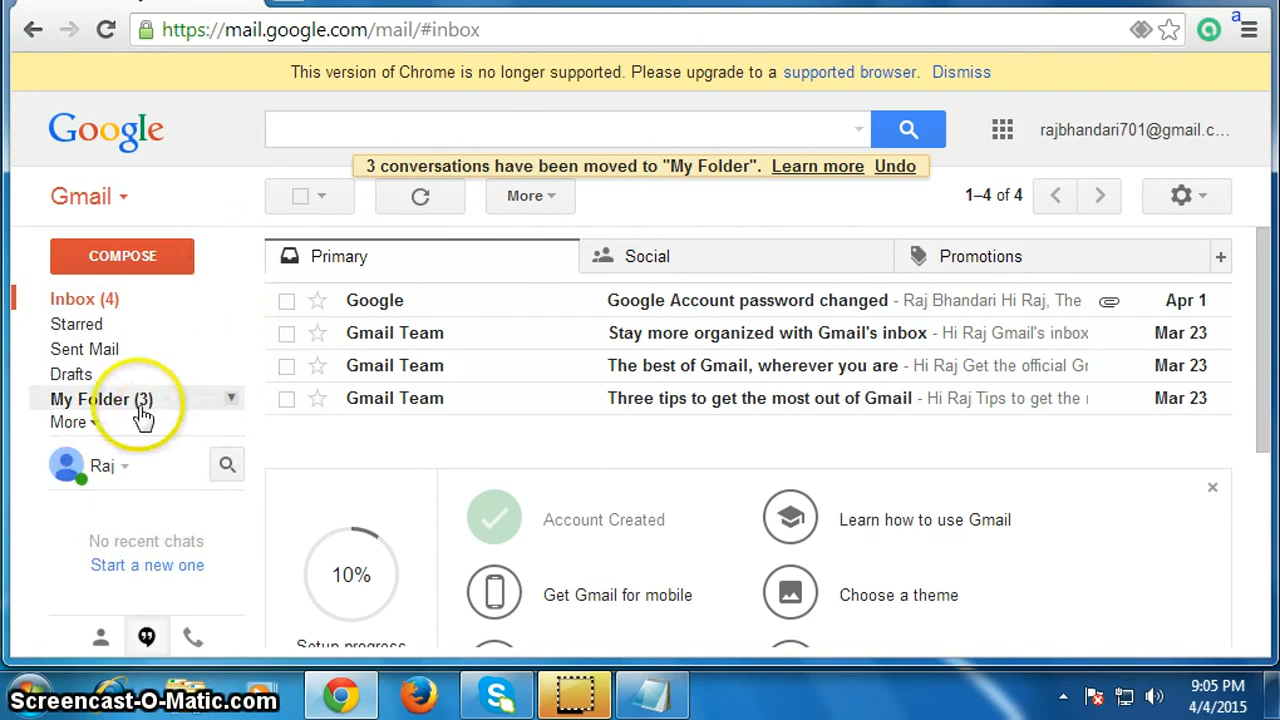 https://mail.google.com/mail/#inbox
a
This version of Chrome is no longer supported. Please upgrade to a supported browser. Dismiss
Google
rajbhandari701@gmail.c...
3 conversations have been moved to "My Folder". Learn more Undo
Gmail
More
1–4 of 4
COMPOSE
Primary
Social
Promotions
+
Inbox (4)
Starred
Sent Mail
Drafts
My Folder (3)
More
Google Google Account password changed - Raj Bhandari Hi Raj, The Apr 1
Gmail Team Stay more organized with Gmail's inbox - Hi Raj Gmail's inbox Mar 23
Gmail Team The best of Gmail, wherever you are - Hi Raj Get the official Gr Mar 23
Gmail Team Three tips to get the most out of Gmail - Hi Raj Tips to get the Mar 23
Raj
No recent chats
Start a new one
10%
Setup progress
Account Created
Learn how to use Gmail
Get Gmail for mobile
Choose a theme
Screencast-O-Matic.com
9:05 PM
4/4/2015